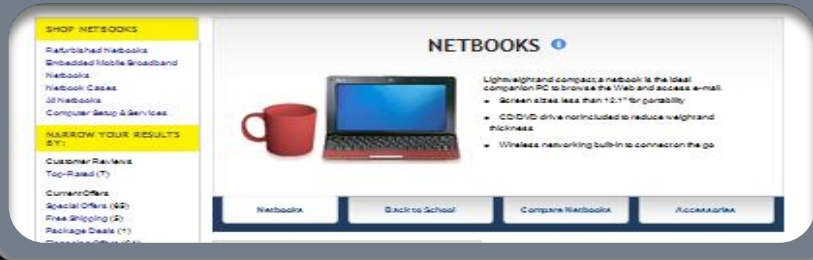 SHOP NETBOOKS
Refurbished Netbooks
Embedded Mobile Broadband
Netbooks
Netbook Cases
All Netbooks
Computer Setup & Services
NARROW YOUR RESULTS
BY:
Customer Reviews
Top-Rated (7)
Current Offers
Special Offers (65)
Free Shipping (5)
Package Deals (1)
NETBOOKS
Lightweight and compact, a netbook is the ideal
companion PC to browse the Web and access e-mail.
Screen sizes less than 12.1" for portability
CD/DVD drive not included to reduce weight and
thickness
Wireless networking built-in to connect on the go
Netbooks
Back to School
Compare Netbooks
Accessories